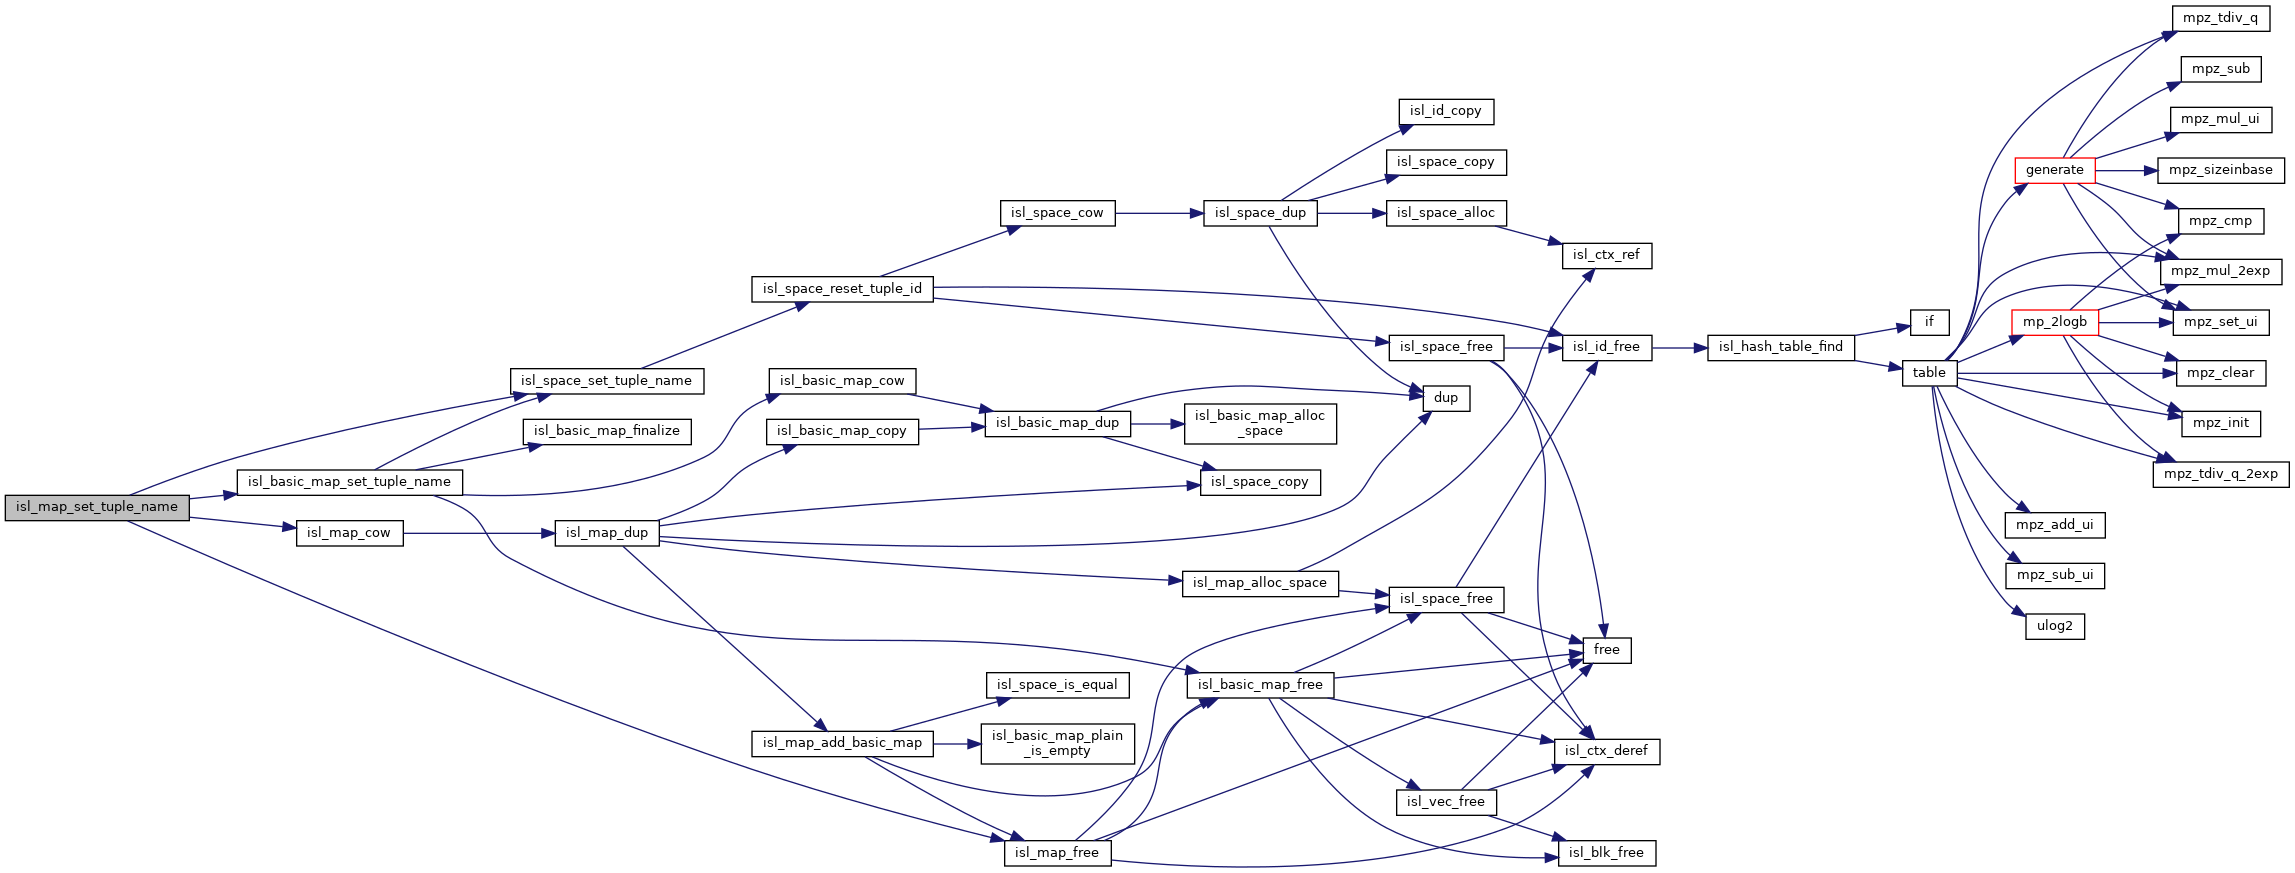 isl_map_set_tuple_name
isl_basic_map_set_tuple_name
isl_map_cow
isl_space_set_tuple_name
isl_basic_map_finalize
isl_map_dup
isl_space_reset_tuple_id
isl_basic_map_cow
isl_basic_map_copy
isl_map_add_basic_map
isl_space_cow
isl_basic_map_dup
isl_space_is_equal
isl_basic_map_plain
_is_empty
isl_map_free
isl_space_dup
isl_basic_map_alloc
_space
isl_space_copy
isl_map_alloc_space
isl_basic_map_free
isl_id_copy
isl_space_copy
isl_space_alloc
isl_space_free
dup
isl_space_free
isl_vec_free
isl_ctx_ref
isl_id_free
free
isl_ctx_deref
isl_blk_free
isl_hash_table_find
if
table
generate
mp_2logb
mpz_add_ui
mpz_sub_ui
ulog2
mpz_tdiv_q
mpz_sub
mpz_mul_ui
mpz_sizeinbase
mpz_cmp
mpz_mul_2exp
mpz_set_ui
mpz_clear
mpz_init
mpz_tdiv_q_2exp